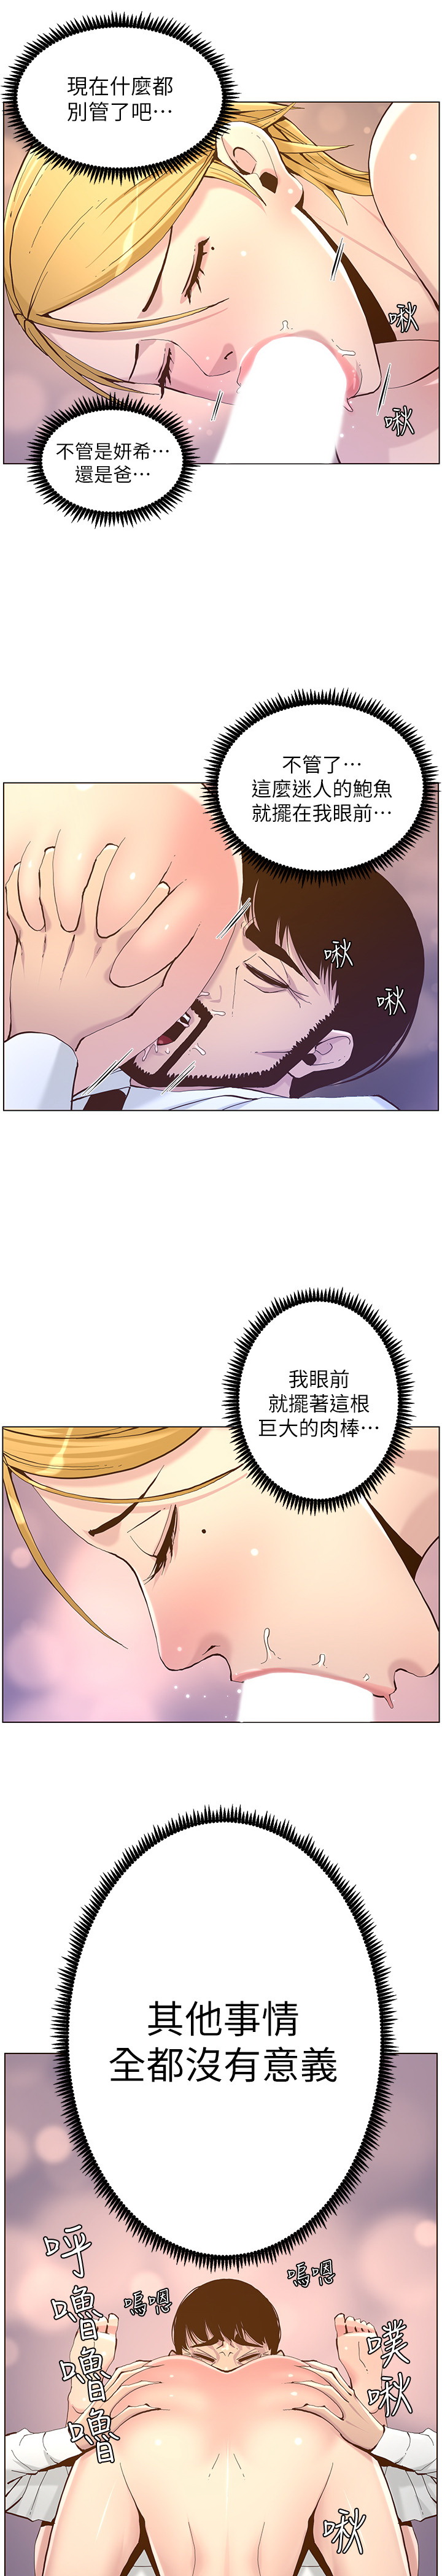 現在什麼都
別管了吧…
啾
啾
不管是妍希…
還是爸…
不管了…
這麼迷人的鮑魚
就擺在我眼前…
啾
啾
我眼前
就擺著這根
巨大的肉棒…
其他事情
全都沒有意義
呼嚕嚕嚕
嗚嗯
嗚嗯
噗啾
啾